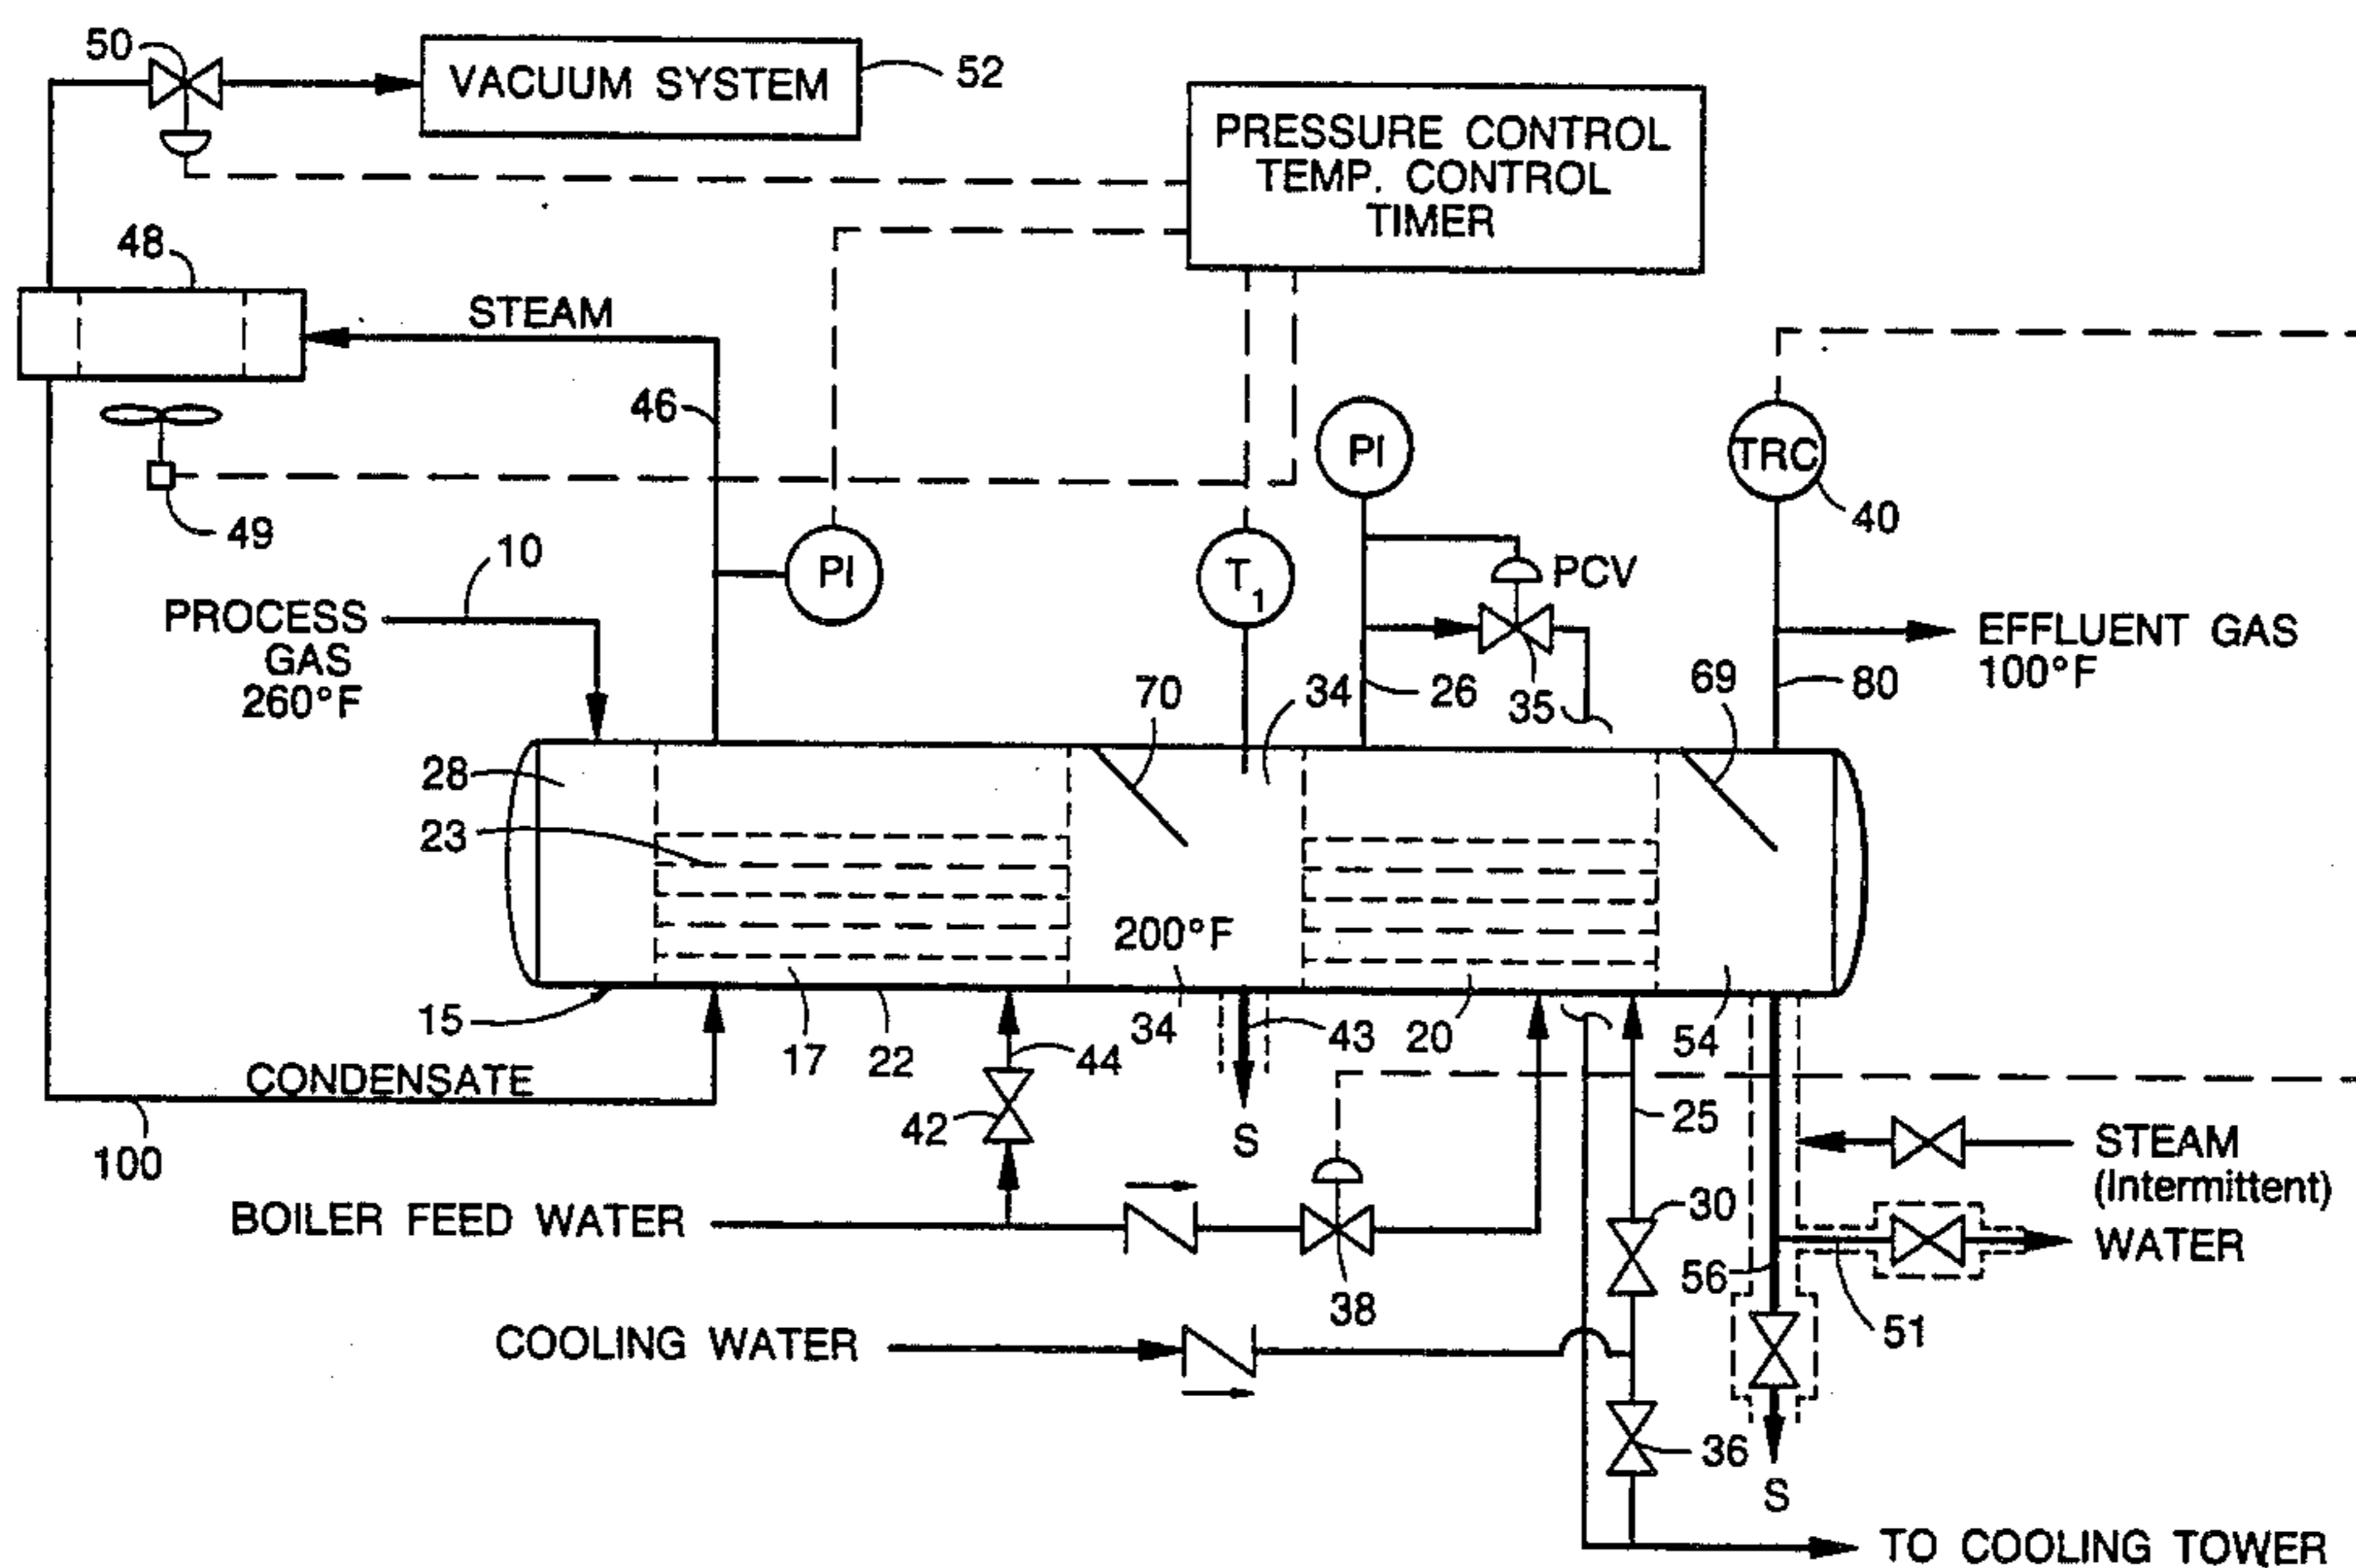 50
VACUUM SYSTEM
52
PRESSURE CONTROL
TEMP. CONTROL
TIMER
48
STEAM
46
PI
TRC
40
49
10
PI
T1
PCV
PROCESS
GAS
260°F
EFFLUENT GAS
100°F
70
34
26
35
69
80
28
23
200°F
15
17
22
34
43
20
54
44
CONDENSATE
100
42
S
25
STEAM
(Intermittent)
BOILER FEED WATER
30
WATER
38
56
51
COOLING WATER
36
S
TO COOLING TOWER